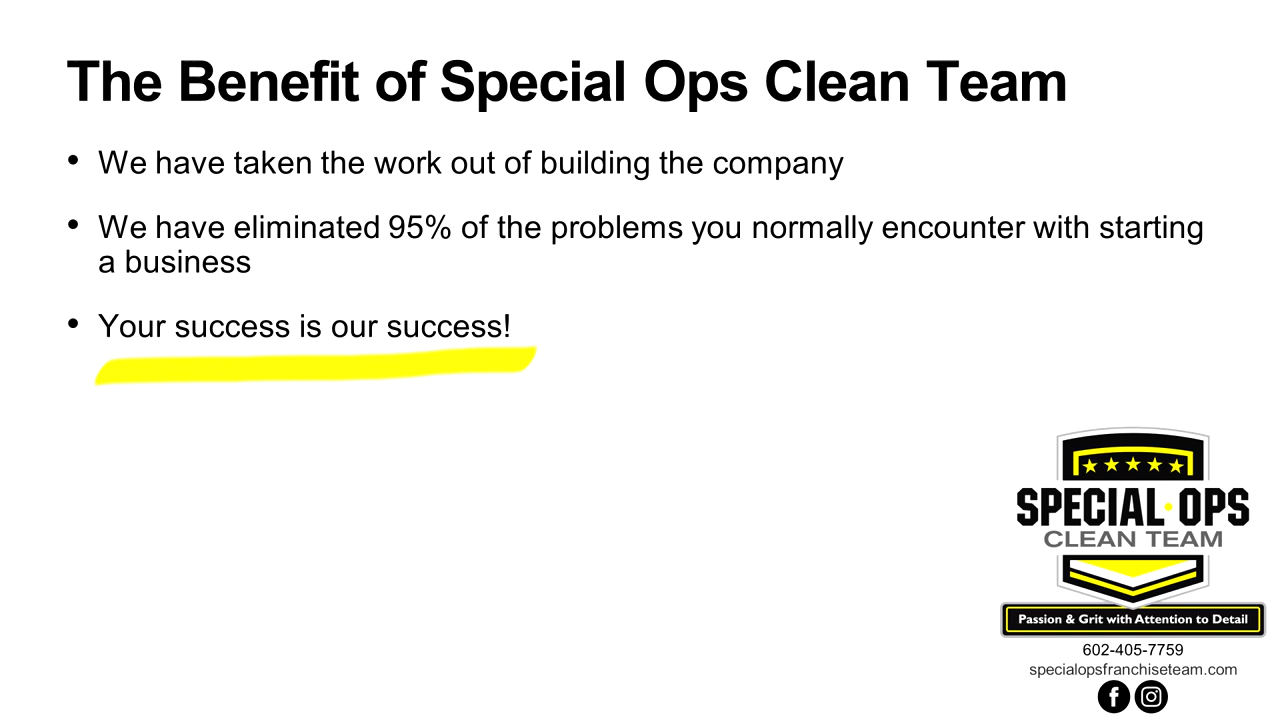 The Benefit of Special Ops Clean Team
• We have taken the work out of building the company
• We have eliminated 95% of the problems you normally encounter with starting
a business
• Your success is our success!
SPECIAL·OPS
CLEAN TEAM
Passion & Grit with Attention to Detail
602-405-7759
specialopsfranchiseteam.com